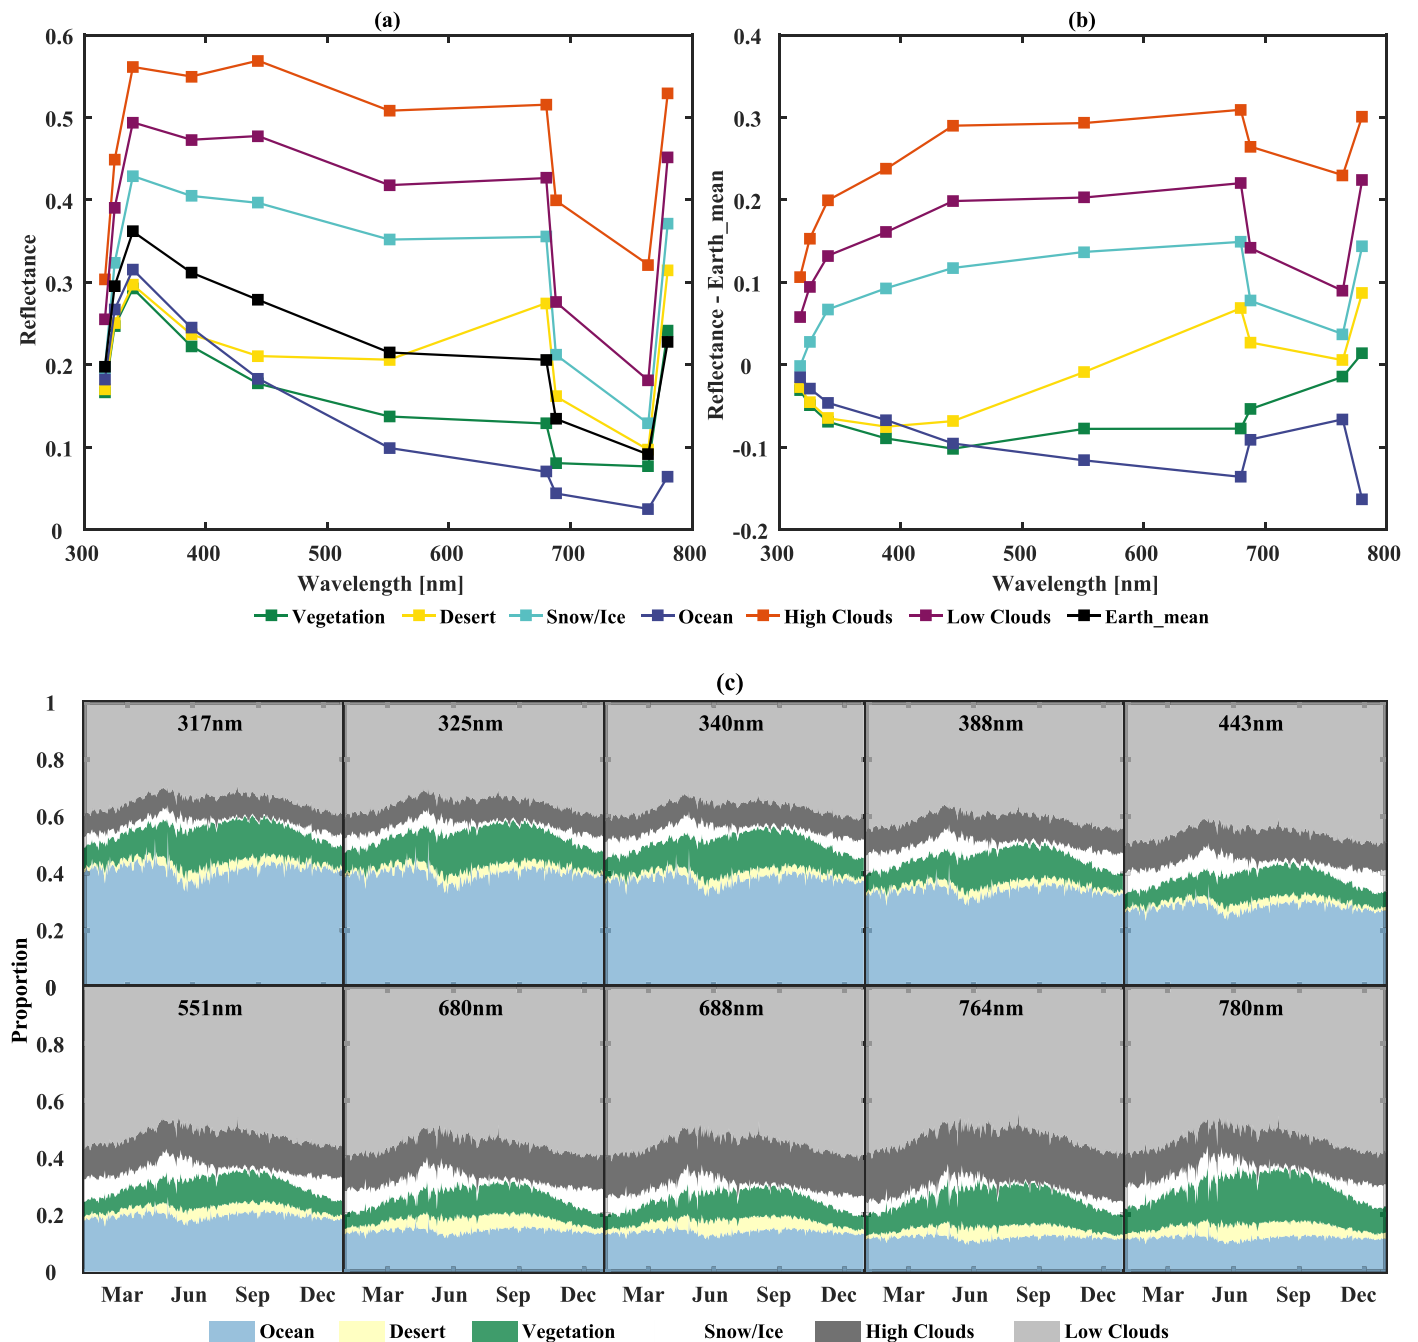 (a)
0.6
0.5
0.4
0.3
0.2
0.1
0
Reflectance
300 400 500 600 700 800
Wavelength [nm]
(b)
0.4
0.3
0.2
0.1
0
-0.1
-0.2
Reflectance - Earth_mean
300 400 500 600 700 800
Wavelength [nm]
Vegetation Desert Snow/Ice Ocean High Clouds Low Clouds Earth_mean
(c)
1
0.8
0.6
0.4
0.2
0
317nm 325nm 340nm 388nm 443nm
Proportion
551nm 680nm 688nm 764nm 780nm
0.8
0.6
0.4
0.2
0
Mar Jun Sep Dec Mar Jun Sep Dec Mar Jun Sep Dec Mar Jun Sep Dec Mar Jun Sep Dec
Ocean Desert Vegetation Snow/Ice High Clouds Low Clouds